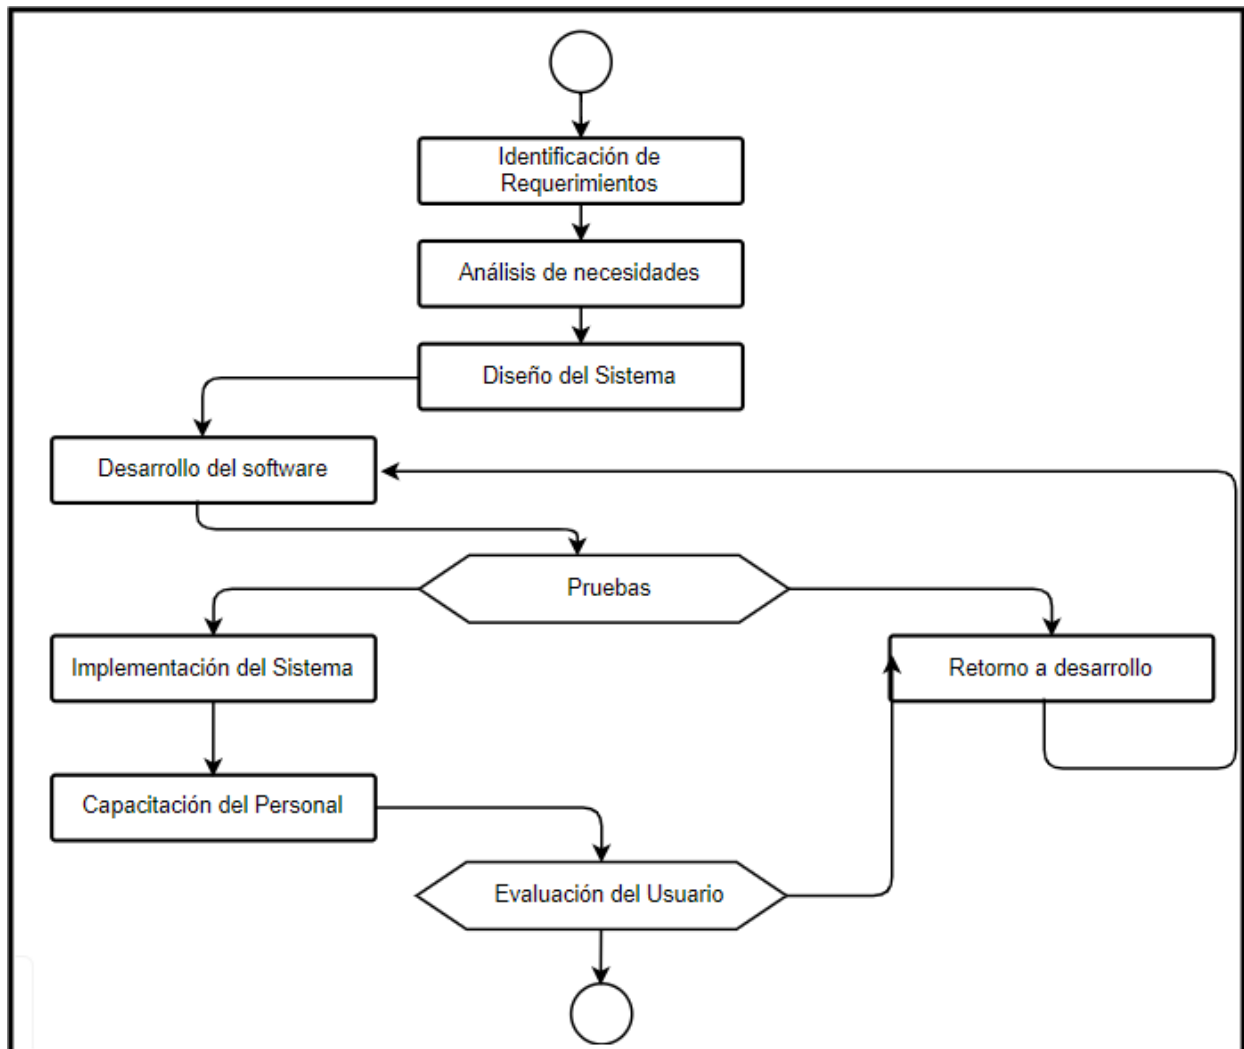 Identificación de
Requerimientos
Análisis de necesidades
Diseño del Sistema
Desarrollo del software
Pruebas
Implementación del Sistema
Retorno a desarrollo
Capacitación del Personal
Evaluación del Usuario